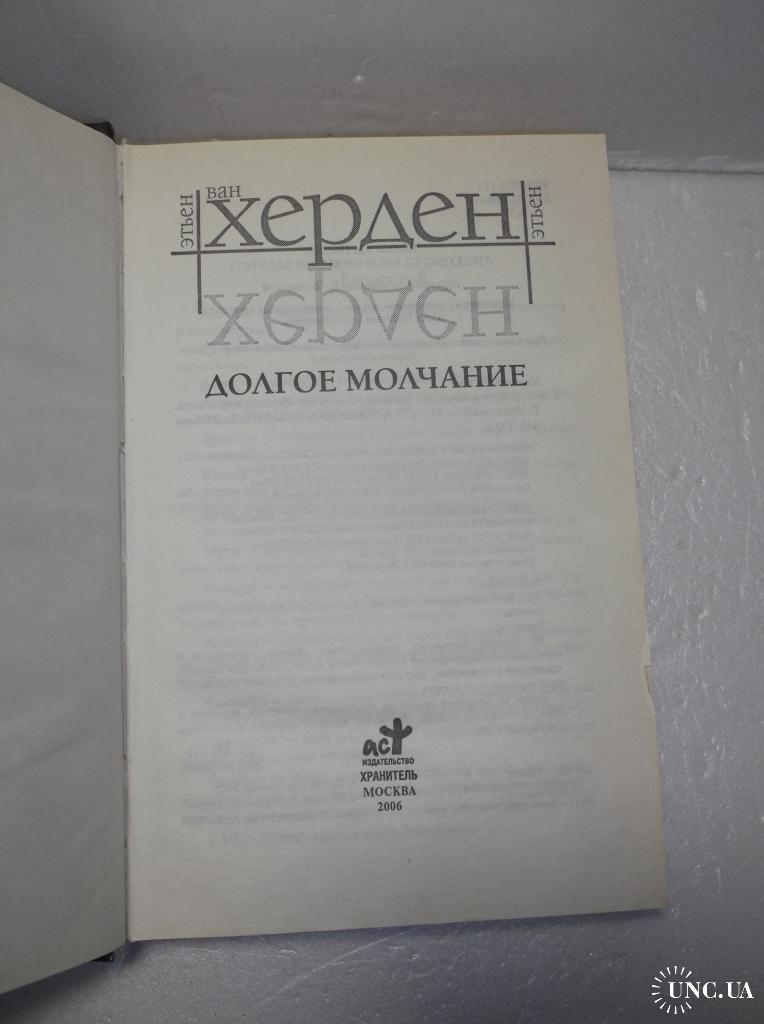 этьен
ван
херден
этьен
херден
ДОЛГОЕ МОЛЧАНИЕ
аст
ИЗДАТЕЛЬСТВО
ХРАНИТЕЛЬ
МОСКВА
2006
UNC.UA